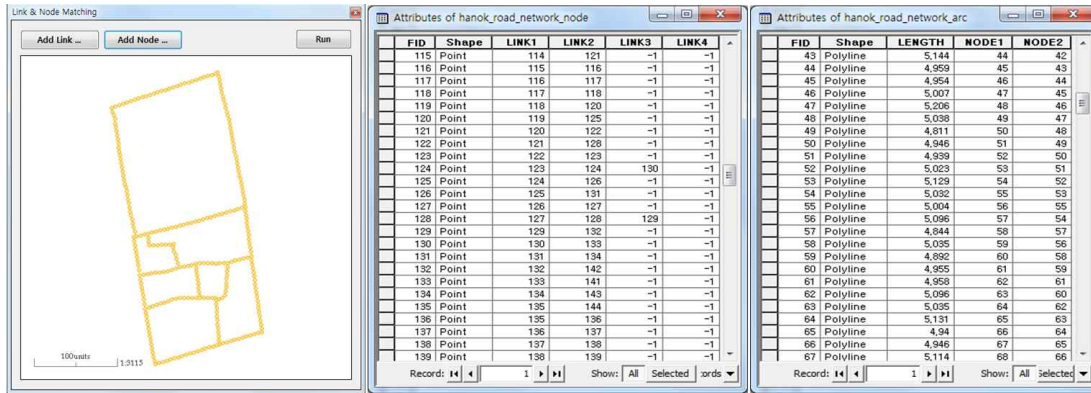 Link & Node Matching
Add Link ...
Add Node ...
Run
100units
1:3115
Attributes of hanok_road_network_node
FID Shape LINK1 LINK2 LINK3 LINK4
115 Point 114 121 -1 -1
116 Point 115 116 -1 -1
117 Point 116 117 -1 -1
118 Point 117 118 -1 -1
119 Point 118 120 -1 -1
120 Point 119 125 -1 -1
121 Point 120 122 -1 -1
122 Point 121 128 -1 -1
123 Point 122 123 -1 -1
124 Point 123 124 130 -1
125 Point 124 126 -1 -1
126 Point 125 131 -1 -1
127 Point 126 127 -1 -1
128 Point 127 128 129 -1
129 Point 129 132 -1 -1
130 Point 130 133 -1 -1
131 Point 131 134 -1 -1
132 Point 132 142 -1 -1
133 Point 133 141 -1 -1
134 Point 134 143 -1 -1
135 Point 135 144 -1 -1
136 Point 135 136 -1 -1
137 Point 136 137 -1 -1
138 Point 137 138 -1 -1
139 Point 138 139 -1 -1
Record: 1 Show: All Selected ords
Attributes of hanok_road_network_arc
FID Shape LENGTH NODE1 NODE2
43 Polyline 5,144 44 42
44 Polyline 4,959 45 43
45 Polyline 4,954 46 44
46 Polyline 5,007 47 45
47 Polyline 5,206 48 46
48 Polyline 5,038 49 47
49 Polyline 4,811 50 48
50 Polyline 4,946 51 49
51 Polyline 4,939 52 50
52 Polyline 5,023 53 51
53 Polyline 5,129 54 52
54 Polyline 5,032 55 53
55 Polyline 5,004 56 55
56 Polyline 5,096 57 54
57 Polyline 4,844 58 57
58 Polyline 5,035 59 56
59 Polyline 4,892 60 58
60 Polyline 4,955 61 59
61 Polyline 4,958 62 61
62 Polyline 5,096 63 60
63 Polyline 5,035 64 62
64 Polyline 5,131 65 63
65 Polyline 4,94 66 64
66 Polyline 4,946 67 65
67 Polyline 5,114 68 66
Record: 1 Show: All Selected